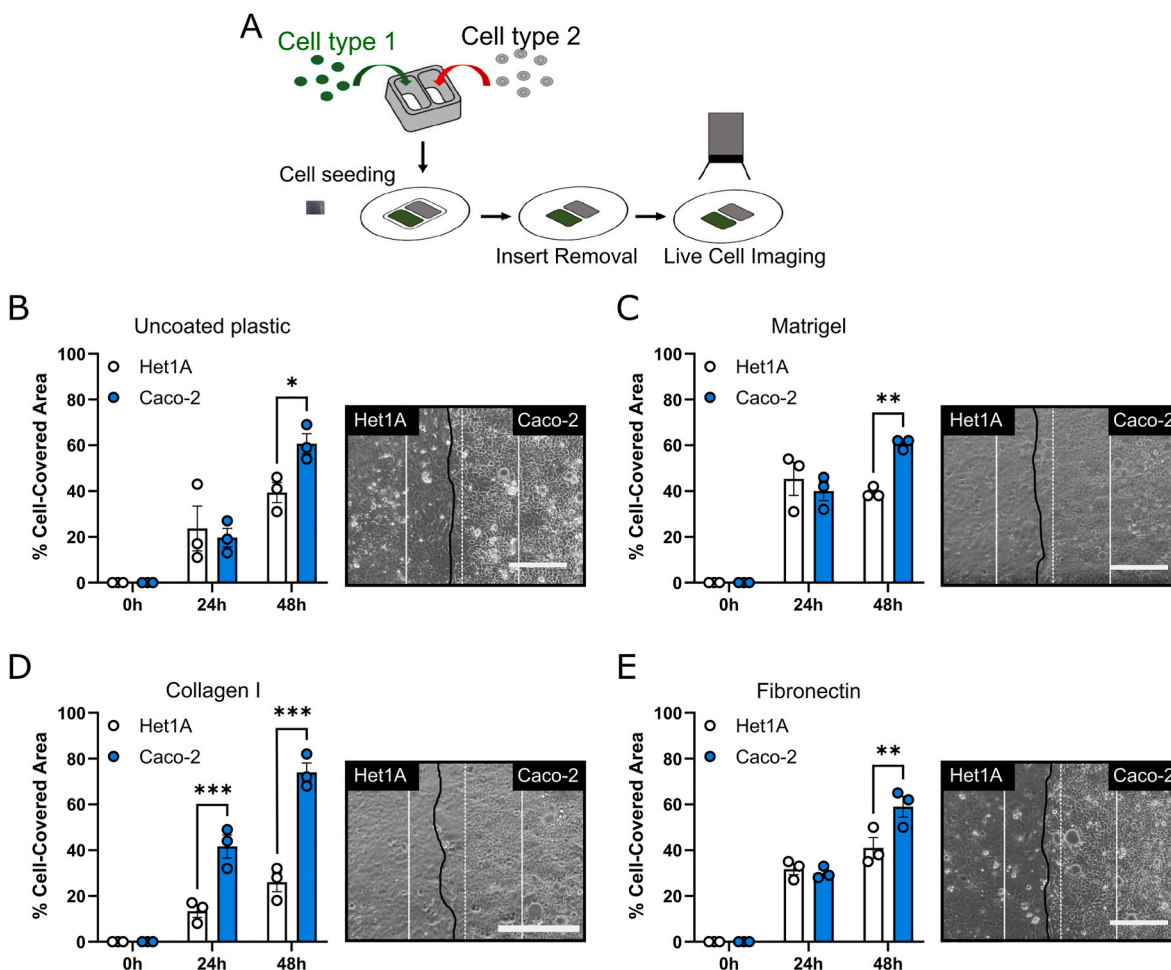 A
Cell type 1
Cell type 2
Cell seeding
Insert Removal
Live Cell Imaging
B
Uncoated plastic
% Cell-Covered Area
100
80
60
40
20
0
Het1A
Caco-2
*
0h
24h
48h
Het1A
Caco-2
C
Matrigel
% Cell-Covered Area
100
80
60
40
20
0
Het1A
Caco-2
**
0h
24h
48h
Het1A
Caco-2
D
Collagen I
% Cell-Covered Area
100
80
60
40
20
0
Het1A
Caco-2
***
***
0h
24h
48h
Het1A
Caco-2
E
Fibronectin
% Cell-Covered Area
100
80
60
40
20
0
Het1A
Caco-2
**
0h
24h
48h
Het1A
Caco-2